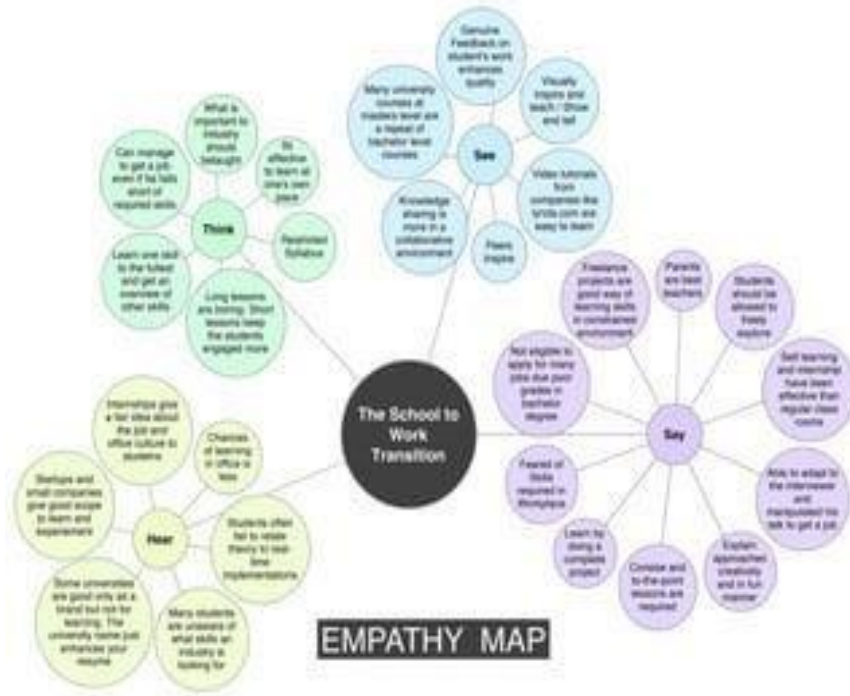 Genuine
Feedback on
student's work
enhances
quality
Many university
courses at
masters level are
a repeat of
bachelor level
courses
Visually
inspire and
teach / Show
and tell
See
Video tutorials
from
companies like
lynda.com are
easy to learn
Knowledge
sharing is
more in a
collaborative
environment
Peers
inspire
What is
important to
industry
should
betaught
Its
effective
to learn at
one's own
pace
Can manage
to get a job
even if he falls
short of
required skills
Think
Restricted
Syllabus
Learn one skill
to the fullest
and get an
overview of
other skills
Long lessons
are boring. Short
lessons keep
the students
engaged more
Freelance
projects are
good way of
learning skills
in constrained
environment
Parents
are best
teachers
Students
should be
allowed to
freely
explore
Not eligible to
apply for many
jobs due poor
grades in
bachelor
degree
Self learning
and internship
have been
effective than
regular class
rooms
Say
Feared of
Skills
required in
Workplace
Able to adapt to
the interviewer and
manipulated his
talk to get a job
Learn by
doing a
complete
project
Concise and
to-the-point
lessons are
required
Explain
approaches
creatively
and in fun
manner
The School to
Work
Transition
Internships give
a fair idea about
the job and
office culture to
students
Chances
of learning
in office is
less
Startups and
small companies
give good scope
to learn and
experiement
Hear
Students often
fail to relate
theory to real-
time
implementations
Some universities
are good only as a
brand but not for
learning. The
university name just
enhances your
resume
Many students
are unaware of
what skills an
industry is
looking for
EMPATHY MAP